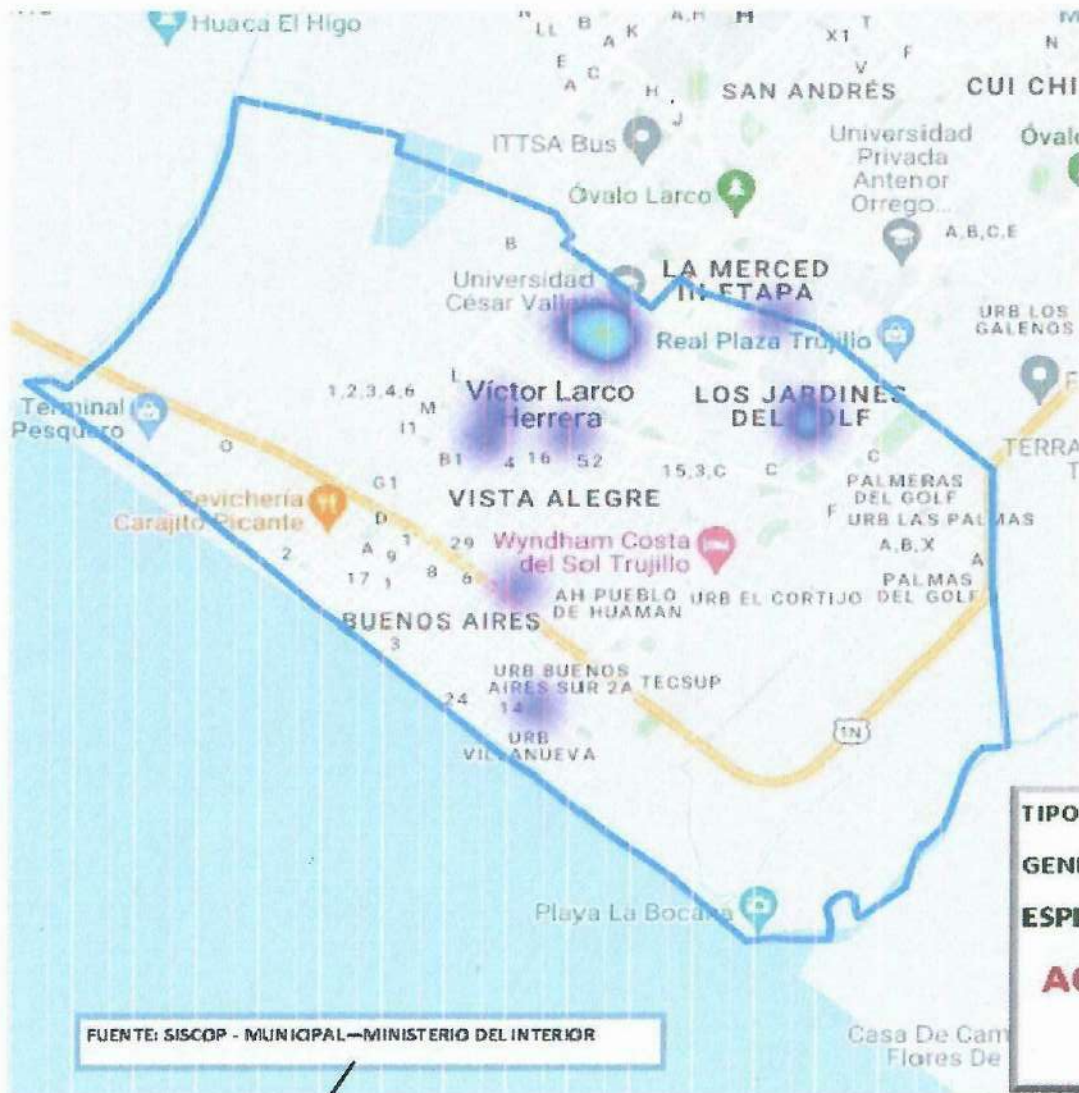 Huaca El Higo
LL
B
A
K
A,H
M
X1
T
V
F
N
E
A
C
H
J
SAN ANDRÉS
CUI CHI
ITTSA Bus
Universidad
Privada
Antenor
Orrego...
Óvalo
Óvalo Larco
A,B,C,E
B
Universidad
César Vallejo
LA MERCED
III ETAPA
URB LOS
GALENOS
Real Plaza Trujillo
1,2,3,4,6
L
M
I1
Víctor Larco
Herrera
LOS JARDINES
DEL GOLF
Terminal
Pesquero
O
B1
4
16
52
15,3,C
C
C
TERRA
G1
VISTA ALEGRE
PALMERAS
DEL GOLF
F
URB LAS PALMAS
Cevichería
Carajito Picante
D
2
A
9
1
29
17
1
8
6
Wyndham Costa
del Sol Trujillo
A,B,X
A
PALMAS
DEL GOLF
AH PUEBLO
DE HUAMAN
URB EL CORTIJO
BUENOS AIRES
3
URB BUENOS
AIRES SUR 2A
TECSUP
24
14
URB
VILLANUEVA
1N
TIPO
GEN
ESP
Playa La Bocana
FUENTE: SISCOP - MUNICIPAL—MINISTERIO DEL INTERIOR
Casa De Cam
Flores De